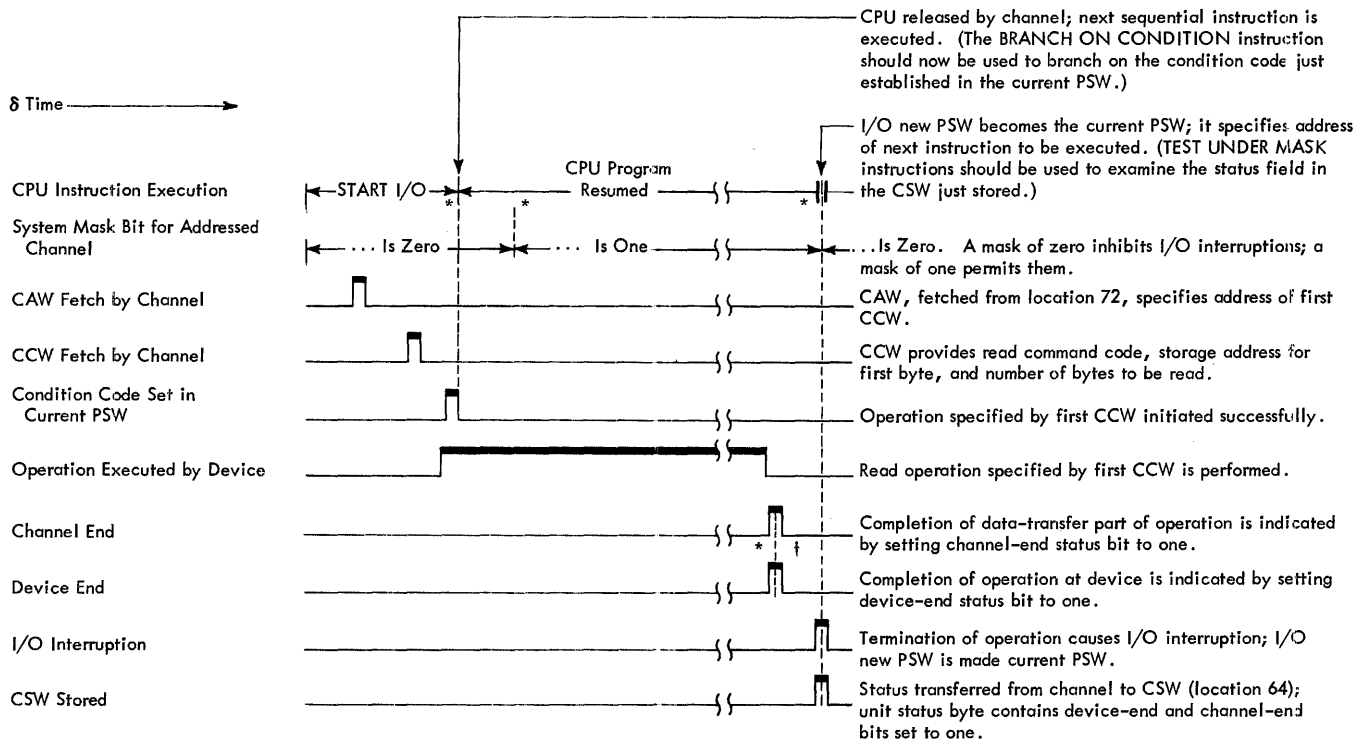 CPU released by channel; next sequential instruction is
executed. (The BRANCH ON CONDITION instruction
should now be used to branch on the condition code just
established in the current PSW.)
δ Time
I/O new PSW becomes the current PSW; it specifies address
of next instruction to be executed. (TEST UNDER MASK
instructions should be used to examine the status field in
the CSW just stored.)
CPU Instruction Execution
START I/O
CPU Program
Resumed
* * *
System Mask Bit for Addressed
Channel
... Is Zero
... Is One
...Is Zero. A mask of zero inhibits I/O interruptions; a
mask of one permits them.
CAW Fetch by Channel
CAW, fetched from location 72, specifies address of first
CCW.
CCW Fetch by Channel
CCW provides read command code, storage address for
first byte, and number of bytes to be read.
Condition Code Set in
Current PSW
Operation specified by first CCW initiated successfully.
Operation Executed by Device
Read operation specified by first CCW is performed.
Channel End
* †
Completion of data-transfer part of operation is indicated
by setting channel-end status bit to one.
Device End
Completion of operation at device is indicated by setting
device-end status bit to one.
I/O Interruption
Termination of operation causes I/O interruption; I/O
new PSW is made current PSW.
CSW Stored
Status transferred from channel to CSW (location 64);
unit status byte contains device-end and channel-end
bits set to one.